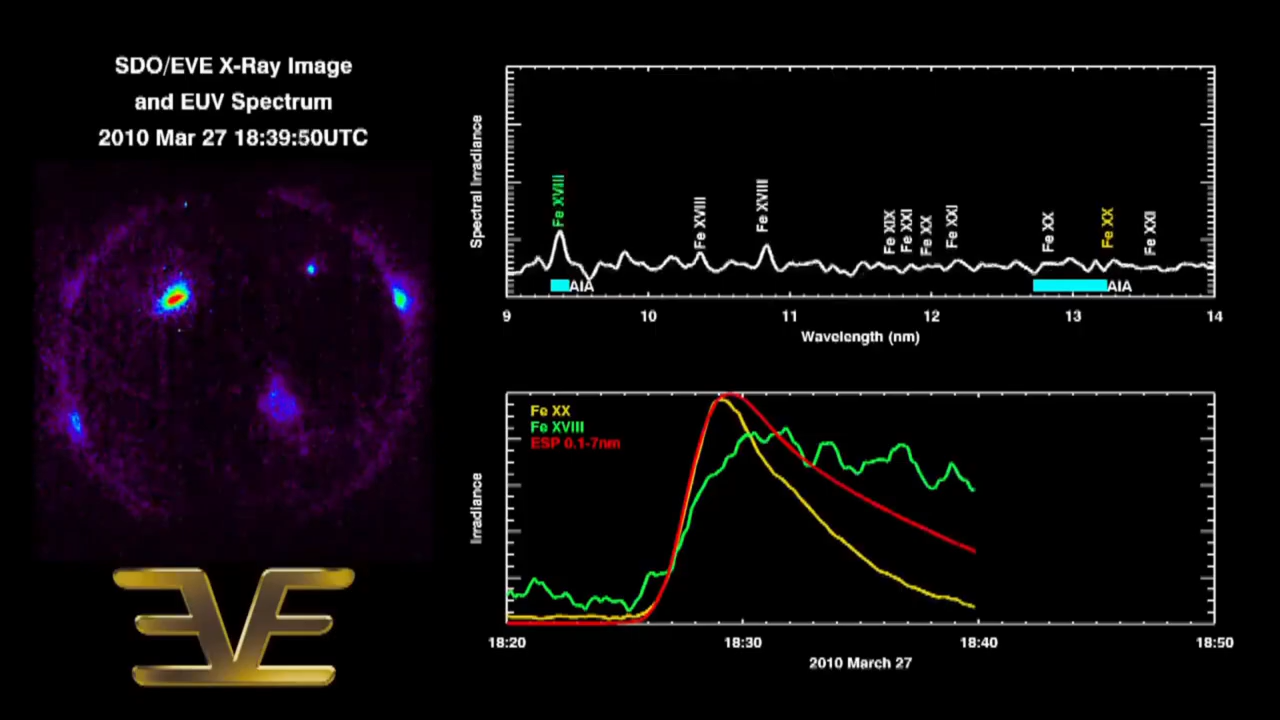 SDO/EVE X-Ray Image
and EUV Spectrum
2010 Mar 27 18:39:50UTC
Spectral Irradiance
Fe XVIII
Fe XVIII
Fe XVIII
Fe XIX
Fe XXI
Fe XX
Fe XXI
Fe XX
Fe XX
Fe XXI
AIA
AIA
9 10 11 12 13 14
Wavelength (nm)
Fe XX
Fe XVIII
ESP 0.1-7nm
Irradiance
18:20 18:30 18:40 18:50
2010 March 27
EVE